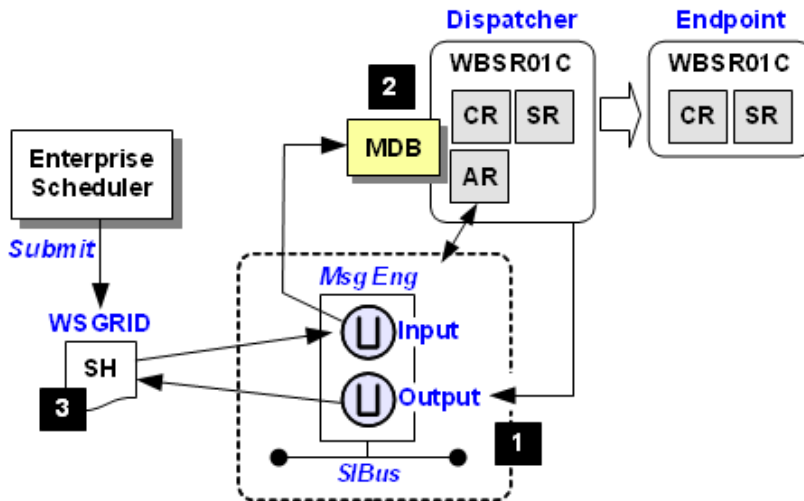 Dispatcher
Endpoint
WBSR01C
WBSR01C
2
CR
SR
CR
SR
MDB
AR
Enterprise
Scheduler
Submit
Msg Eng
WSGRID
Input
SH
3
Output
1
SIBus